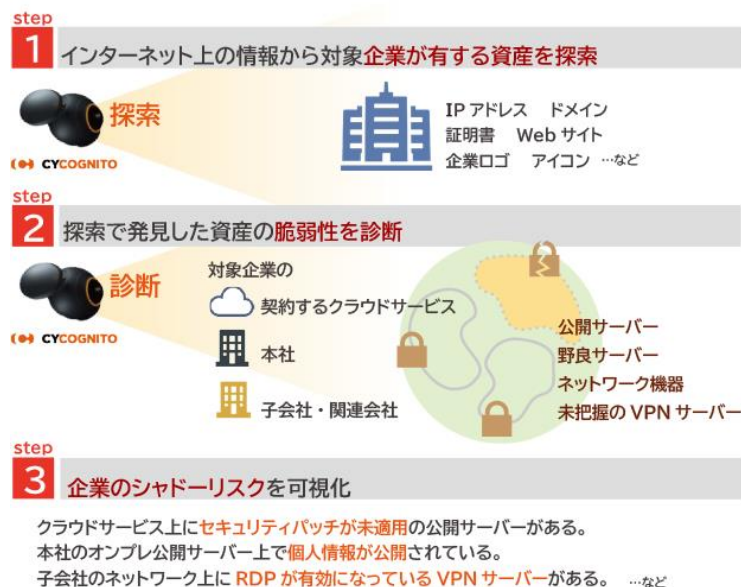 step
1 インターネット上の情報から対象企業が有する資産を探索
探索
CYCOGNITO
IP アドレス ドメイン
証明書 Web サイト
企業ロゴ アイコン …など
step
2 探索で発見した資産の脆弱性を診断
診断
CYCOGNITO
対象企業の
契約するクラウドサービス
本社
子会社・関連会社
公開サーバー
野良サーバー
ネットワーク機器
未把握の VPN サーバー
step
3 企業のシャドーリスクを可視化
クラウドサービス上にセキュリティパッチが未適用の公開サーバーがある。
本社のオンプレ公開サーバー上で個人情報が公開されている。
子会社のネットワーク上に RDP が有効になっている VPN サーバーがある。 …など